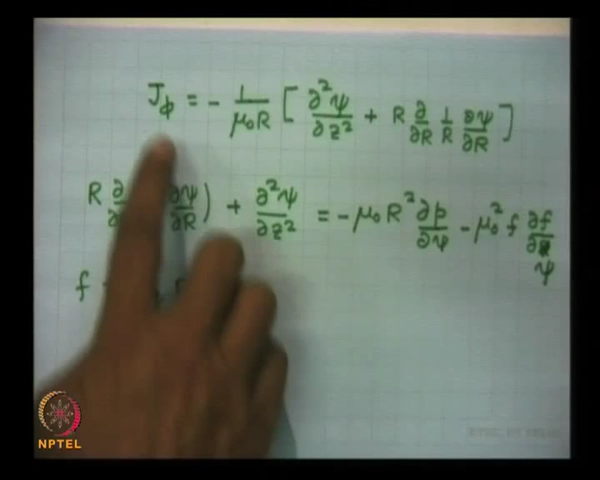 J_ϕ = - 1/μ₀R [ ∂²ψ/∂z² + R ∂/∂R 1/R ∂ψ/∂R ]
R ∂/∂ ∂ψ/∂R ) + ∂²ψ/∂z² = - μ₀ R² ∂p/∂ψ - μ₀² f ∂f/∂ψ
f
NPTEL